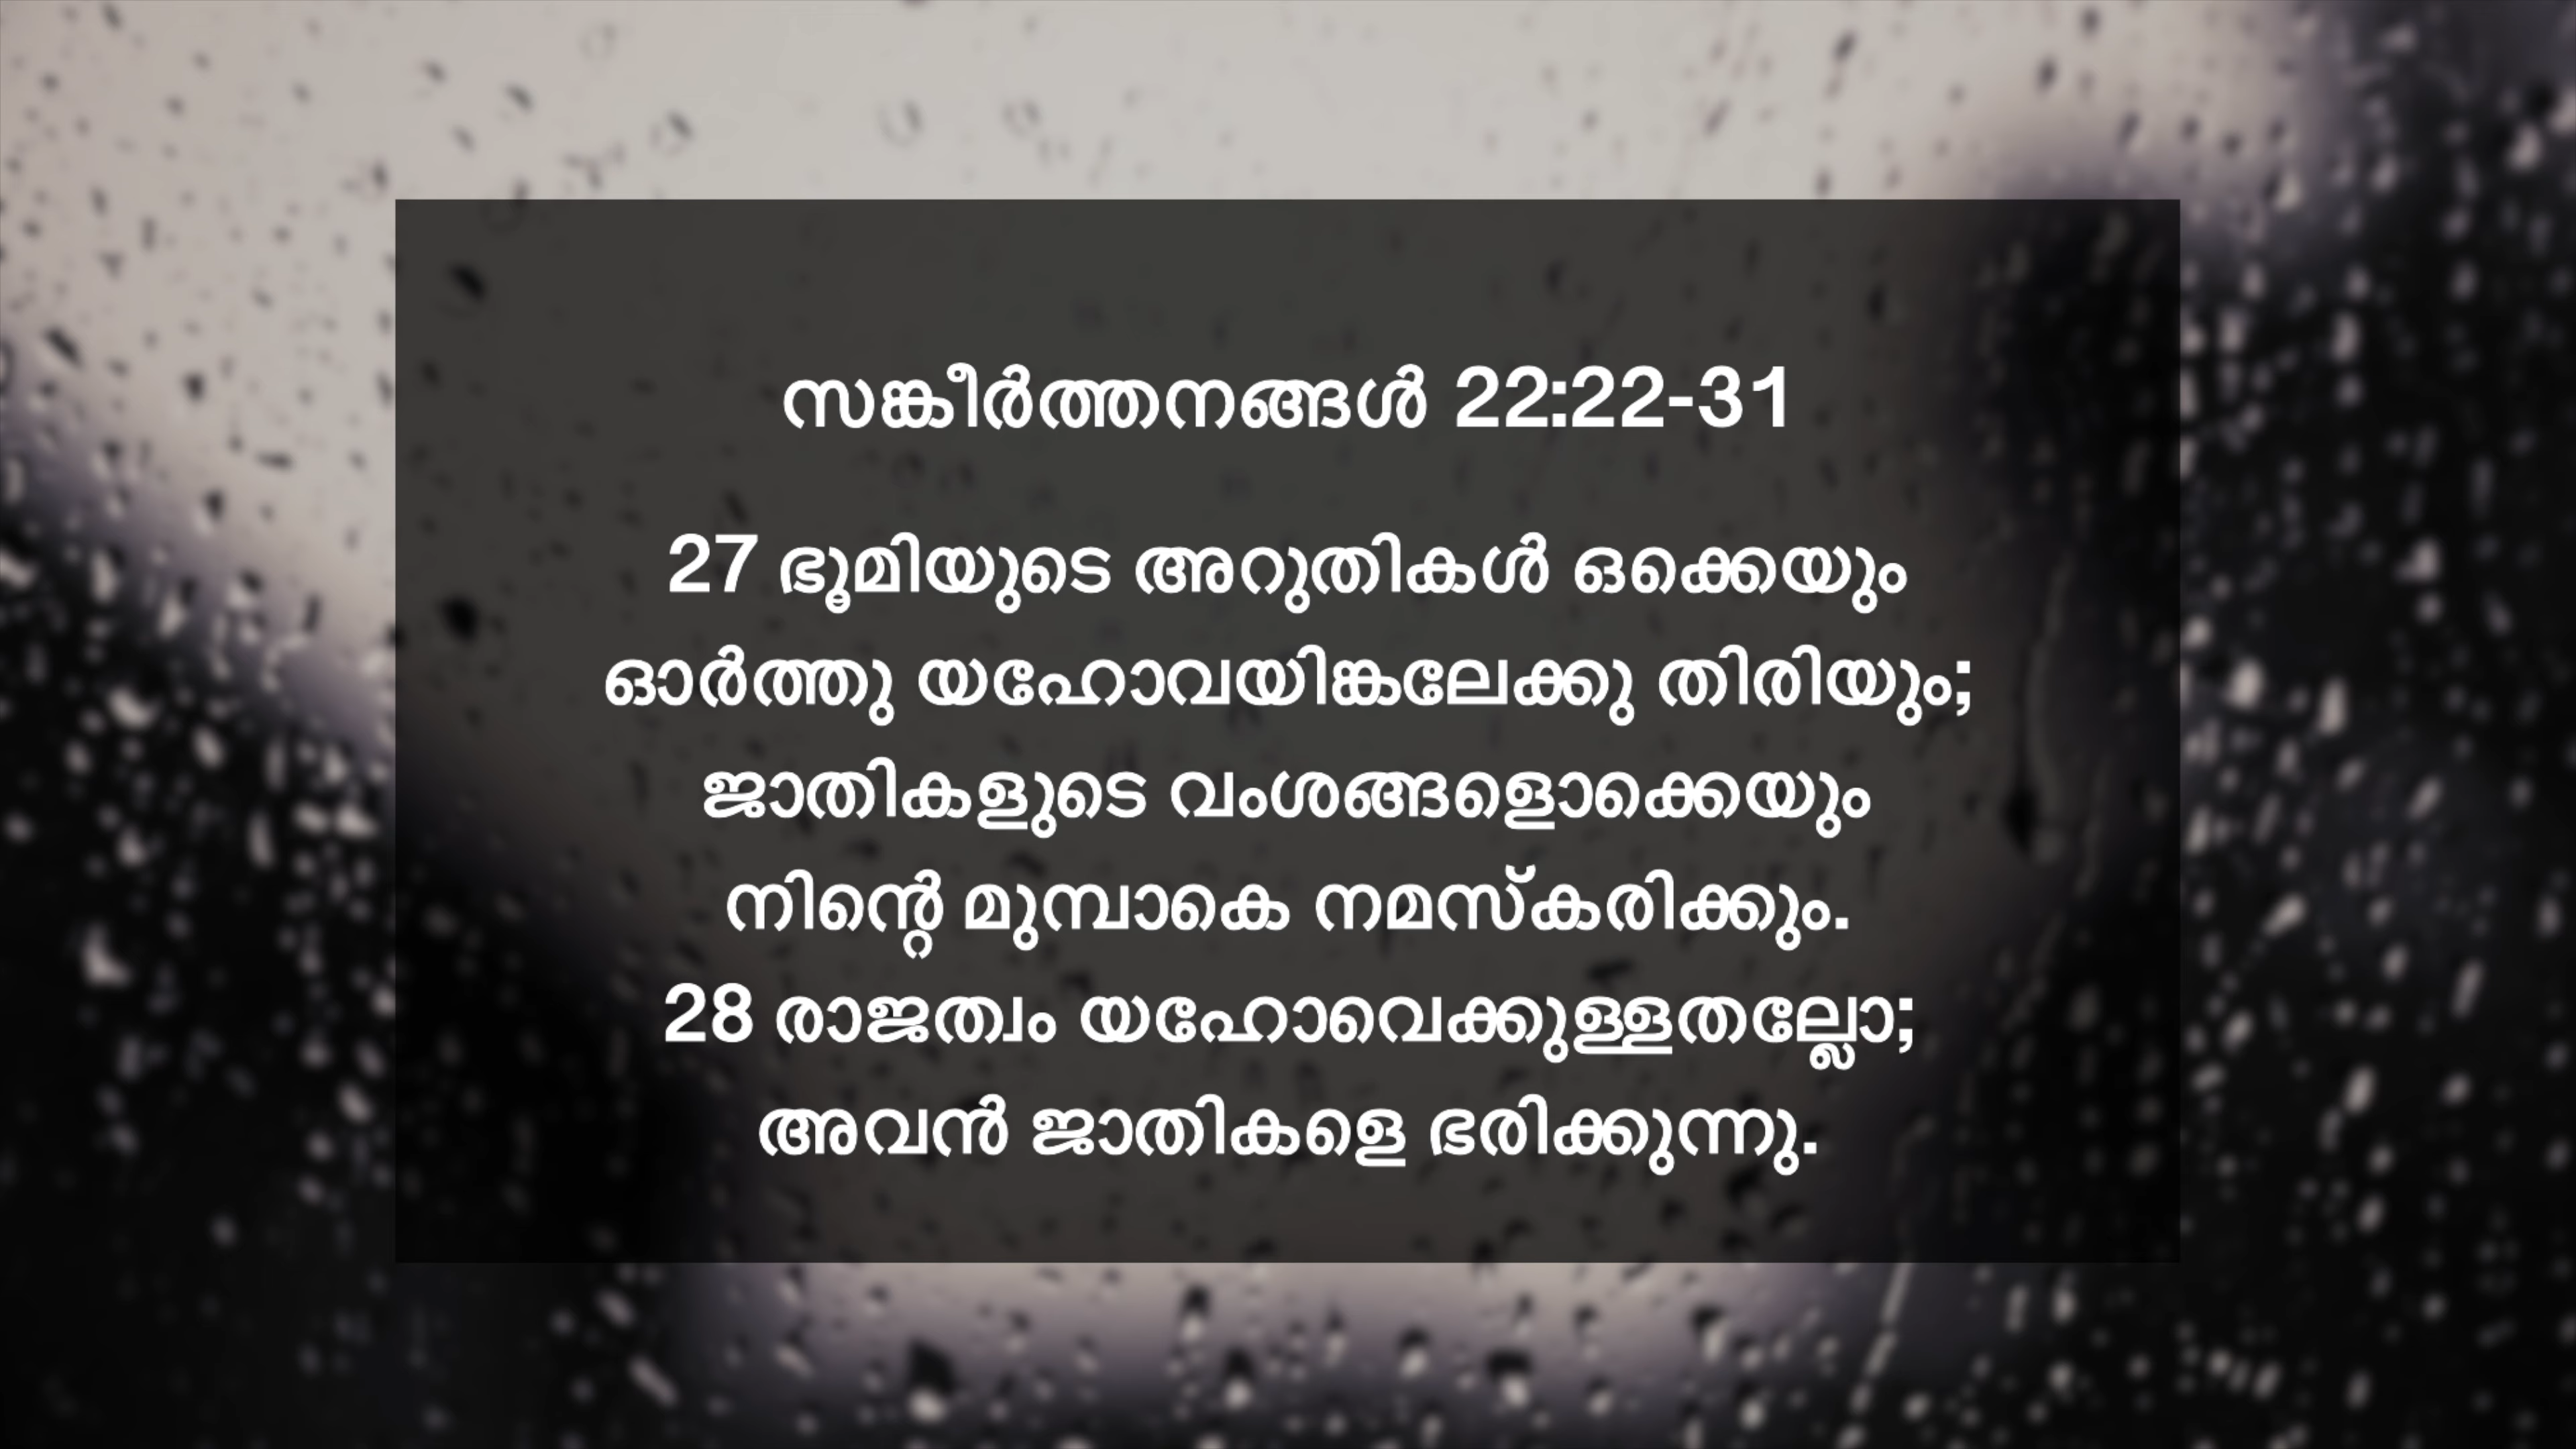 സങ്കീർത്തനങ്ങൾ 22:22-31
27 ഭൂമിയുടെ അറുതികൾ ഒക്കെയും
ഓർത്തു യഹോവയിങ്കലേക്കു തിരിയും;
ജാതികളുടെ വംശങ്ങളൊക്കെയും
നിന്റെ മുമ്പാകെ നമസ്കരിക്കും.
28 രാജത്വം യഹോവെക്കുള്ളതല്ലോ;
അവൻ ജാതികളെ ഭരിക്കുന്നു.